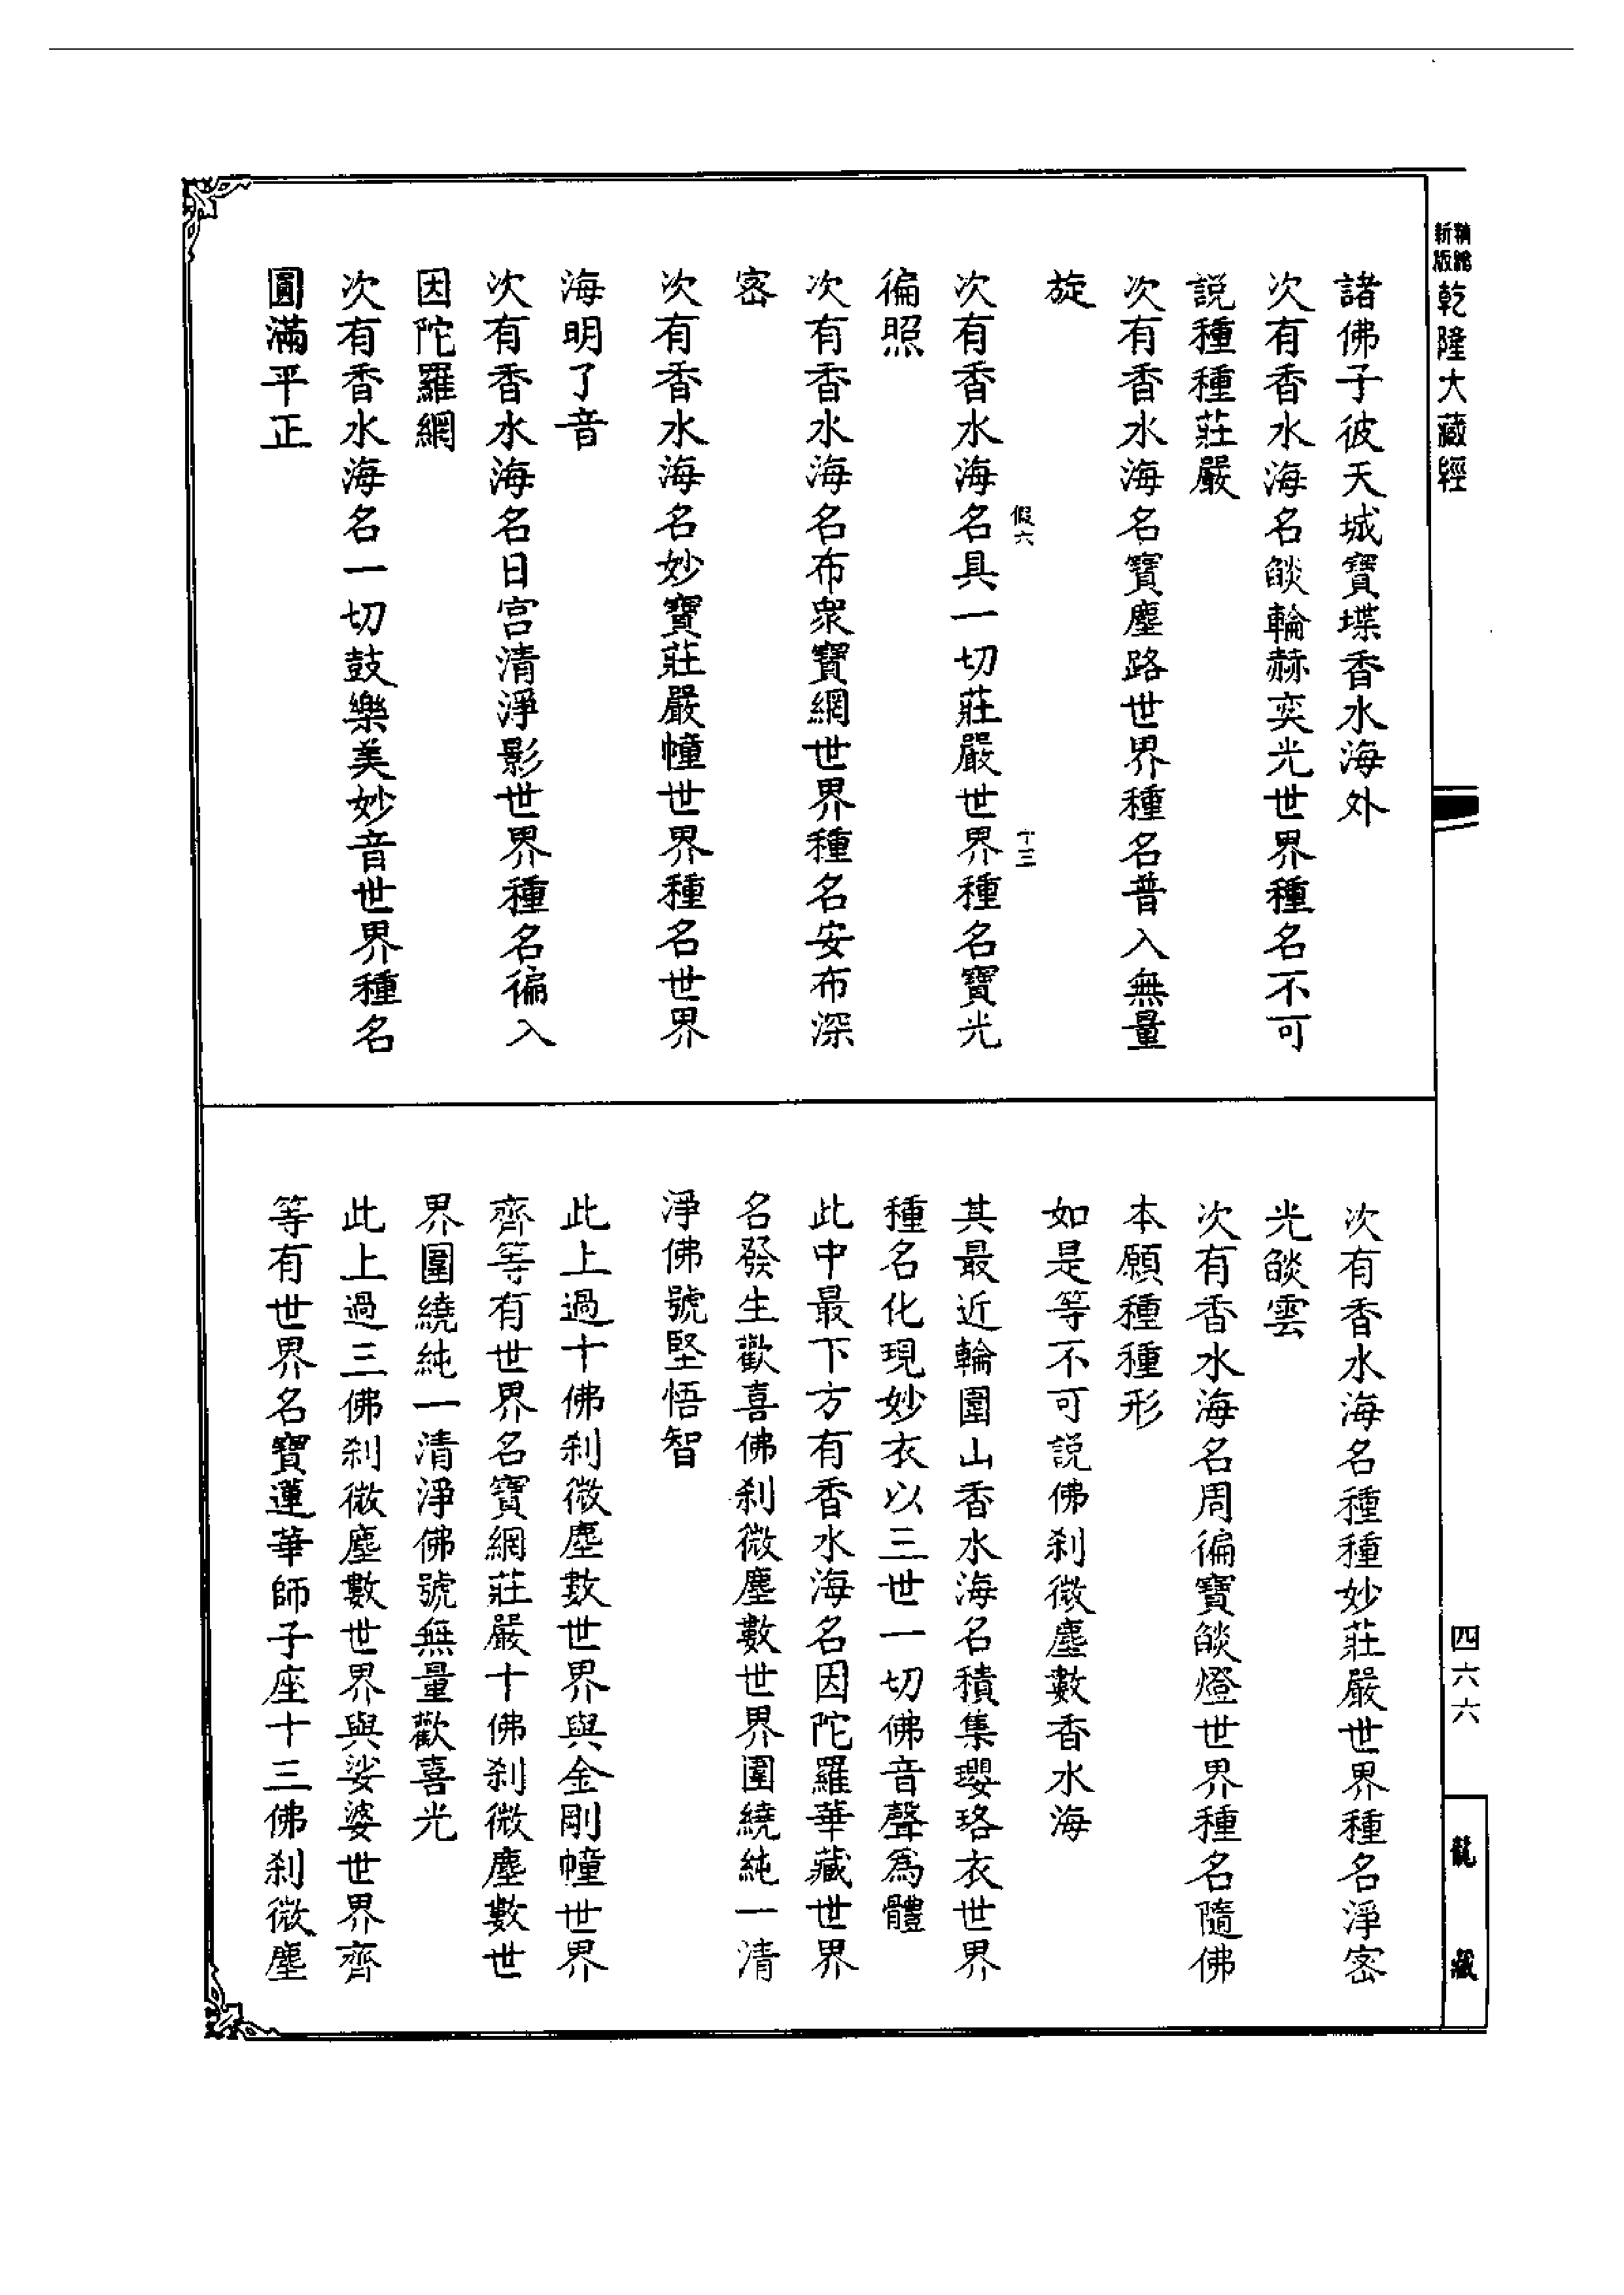 精縮新版
乾隆大藏經
諸佛子彼天城寶堞香水海外
次有香水海名燄輪赫奕光世界種名不可
説種種莊嚴
次有香水海名寶塵路世界種名普入無量
旋
假六
十三
次有香水海名具一切莊嚴世界種名寶光
徧照
次有香水海名布衆寶網世界種名安布深
密
次有香水海名妙寶莊嚴幢世界種名世界
海明了音
次有香水海名日宮清淨影世界種名徧入
因陀羅網
次有香水海名一切鼓樂美妙音世界種名
圓滿平正
次有香水海名種種妙莊嚴世界種名淨密
光燄雲
次有香水海名周徧寶燄燈世界種名隨佛
本願種種形
如是等不可説佛刹微塵數香水海
其最近輪圍山香水海名積集瓔珞衣世界
種名化現妙衣以三世一切佛音聲爲體
此中最下方有香水海名因陀羅華藏世界
名發生歡喜佛刹微塵數世界圍繞純一清
淨佛號堅悟智
此上過十佛刹微塵數世界與金剛幢世界
齊等有世界名寶網莊嚴十佛刹微塵數世
界圍繞純一清淨佛號無量歡喜光
此上過三佛刹微塵數世界與娑婆世界齊
等有世界名寶蓮華師子座十三佛刹微塵
四六六
龍藏